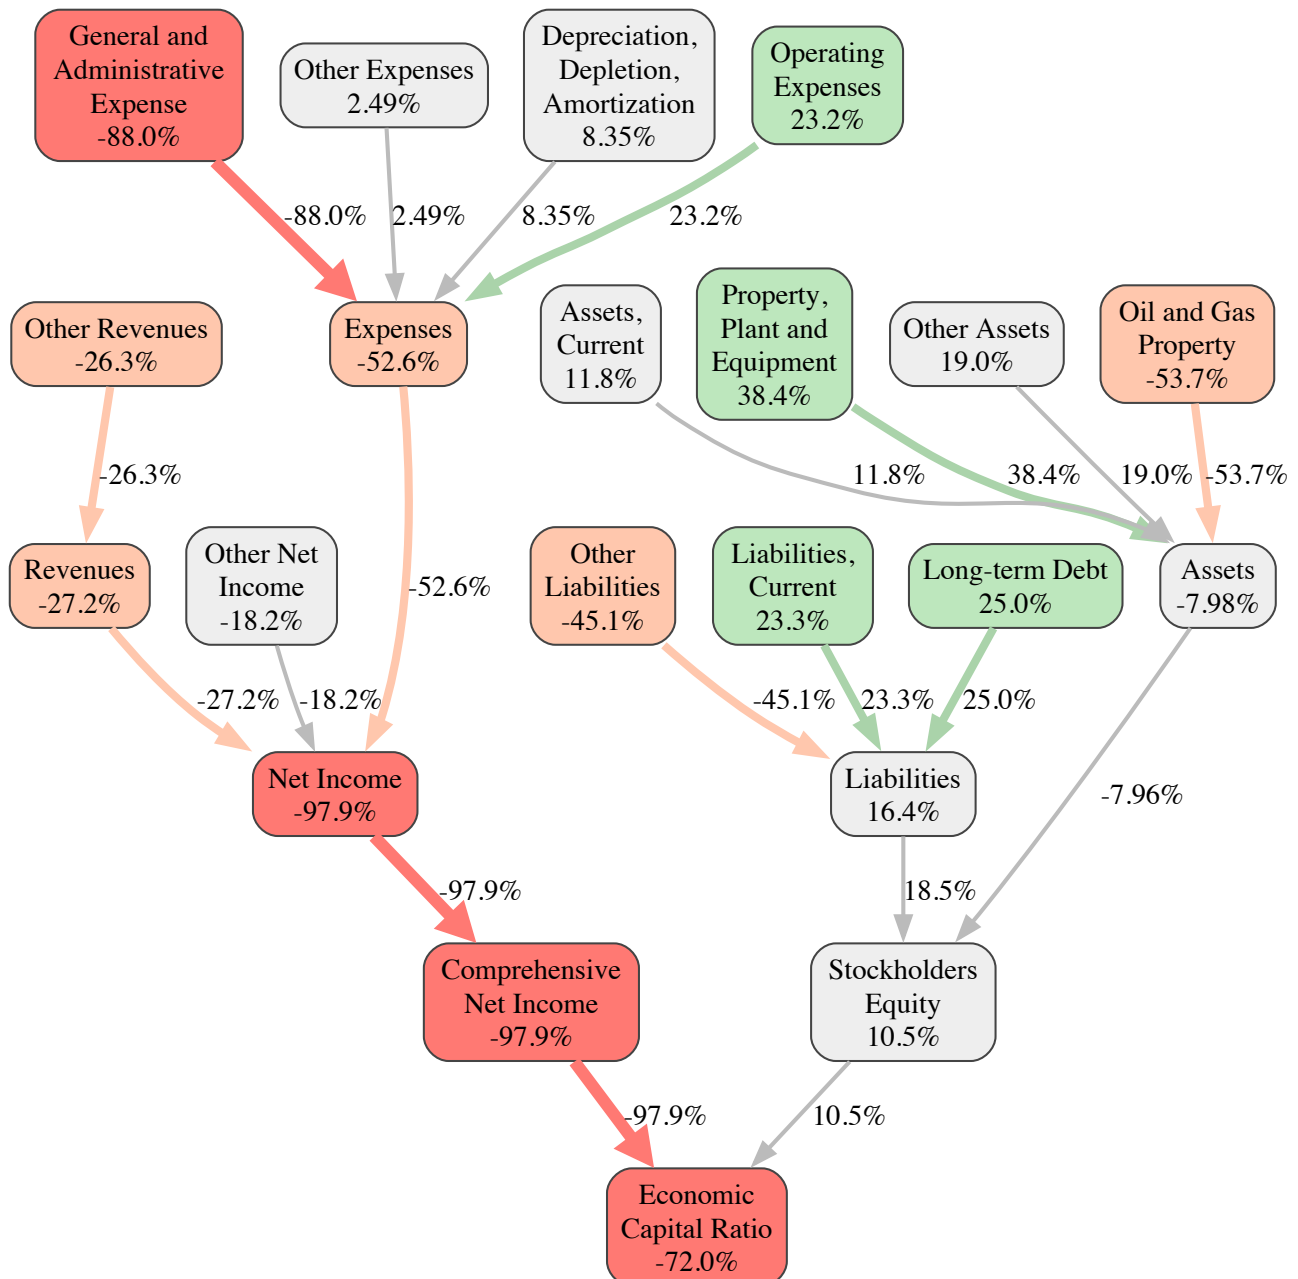 General and
Administrative
Expense
-88.0%
Other Expenses
2.49%
Depreciation,
Depletion,
Amortization
8.35%
Operating
Expenses
23.2%
-88.0%
2.49%
8.35%
23.2%
Other Revenues
-26.3%
Expenses
-52.6%
Assets,
Current
11.8%
Property,
Plant and
Equipment
38.4%
Other Assets
19.0%
Oil and Gas
Property
-53.7%
-26.3%
11.8%
38.4%
19.0%
-53.7%
Revenues
-27.2%
Other Net
Income
-18.2%
-52.6%
Other
Liabilities
-45.1%
Liabilities,
Current
23.3%
Long-term Debt
25.0%
Assets
-7.98%
-27.2%
-18.2%
-45.1%
23.3%
25.0%
Net Income
-97.9%
Liabilities
16.4%
-7.96%
-97.9%
18.5%
Comprehensive
Net Income
-97.9%
Stockholders
Equity
10.5%
-97.9%
10.5%
Economic
Capital Ratio
-72.0%